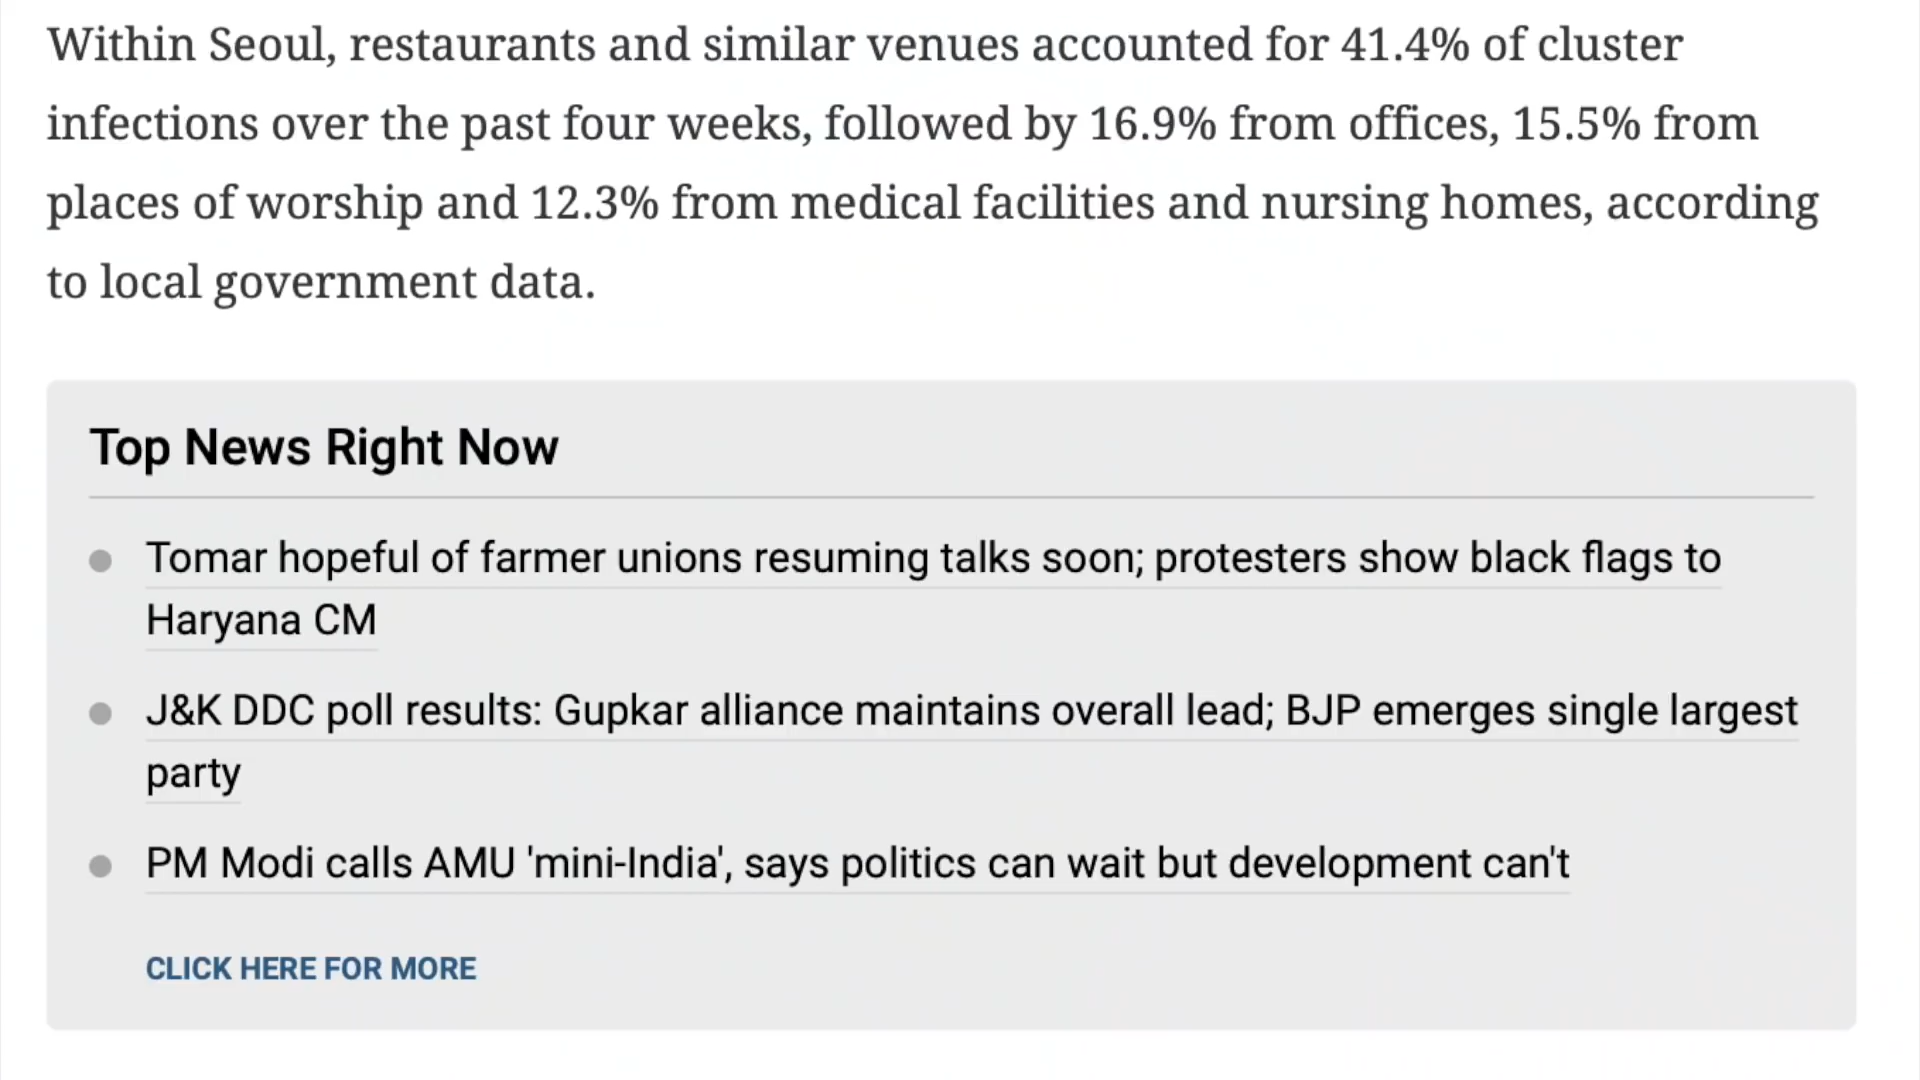 Within Seoul, restaurants and similar venues accounted for 41.4% of cluster
infections over the past four weeks, followed by 16.9% from offices, 15.5% from
places of worship and 12.3% from medical facilities and nursing homes, according
to local government data.
Top News Right Now
Tomar hopeful of farmer unions resuming talks soon; protesters show black flags to
Haryana CM
J&K DDC poll results: Gupkar alliance maintains overall lead; BJP emerges single largest
party
PM Modi calls AMU 'mini-India', says politics can wait but development can't
CLICK HERE FOR MORE